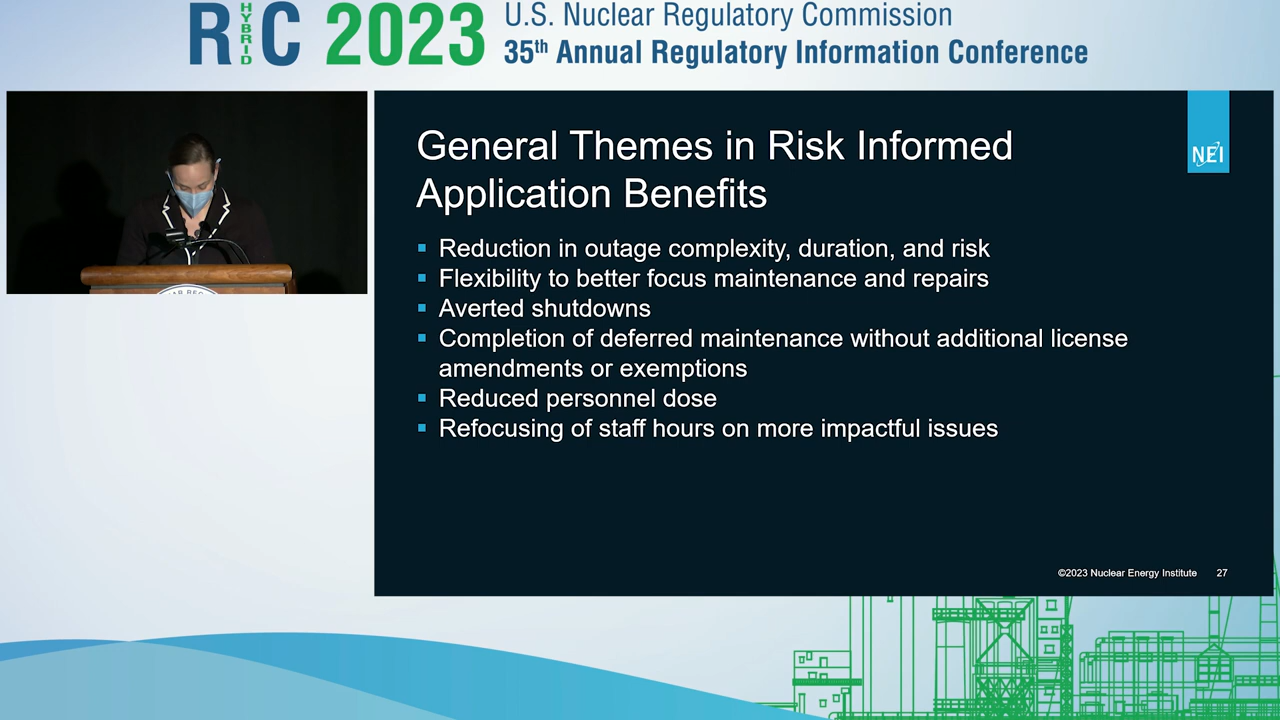 RIC 2023
HYBRID
U.S. Nuclear Regulatory Commission
35th Annual Regulatory Information Conference
NEI
General Themes in Risk Informed
Application Benefits
Reduction in outage complexity, duration, and risk
Flexibility to better focus maintenance and repairs
Averted shutdowns
Completion of deferred maintenance without additional license
amendments or exemptions
Reduced personnel dose
Refocusing of staff hours on more impactful issues
©2023 Nuclear Energy Institute 27